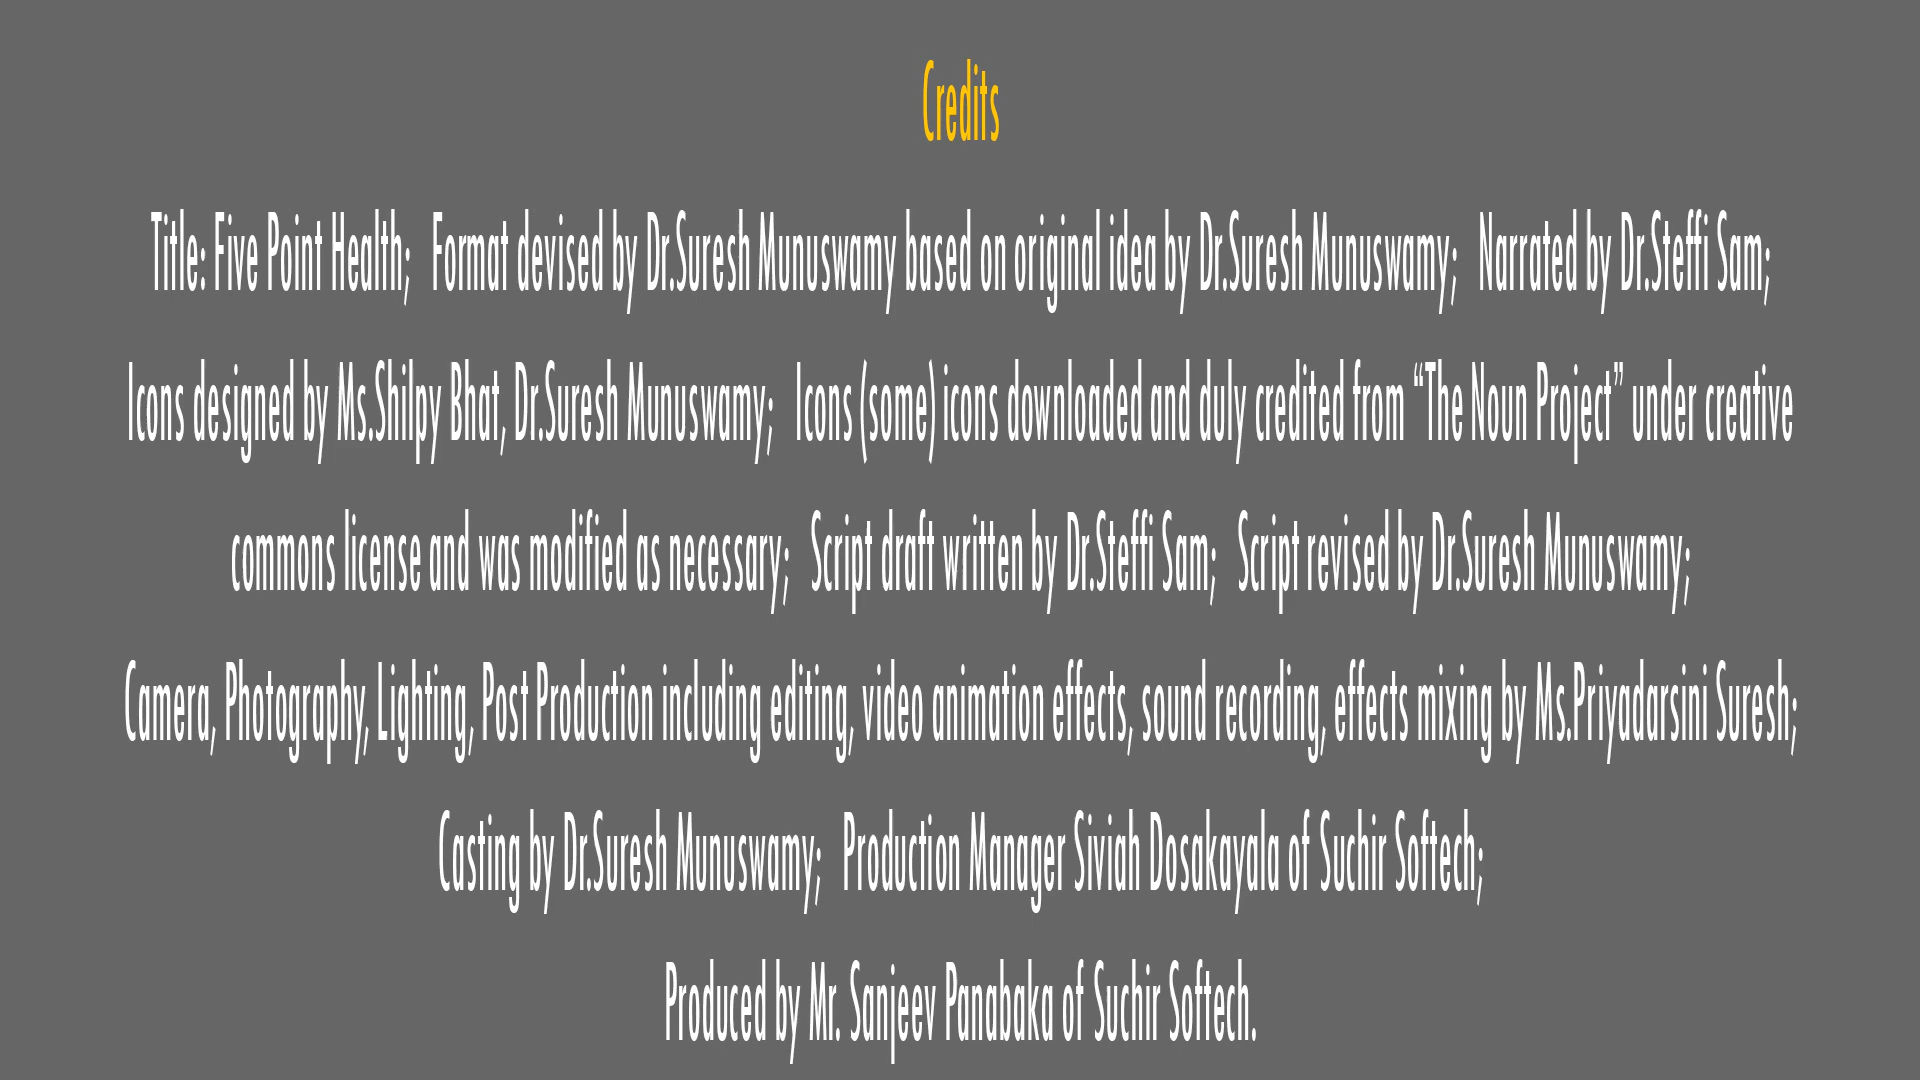 Credits
Title: Five Point Health; Format devised by Dr.Suresh Munuswamy based on original idea by Dr.Suresh Munuswamy; Narrated by Dr.Steffi Sam;
Icons designed by Ms.Shilpy Bhat, Dr.Suresh Munuswamy; Icons (some) icons downloaded and duly credited from “The Noun Project” under creative
commons license and was modified as necessary; Script draft written by Dr.Steffi Sam; Script revised by Dr.Suresh Munuswamy;
Camera, Photography, Lighting, Post Production including editing, video animation effects, sound recording, effects mixing by Ms.Priyadarsini Suresh;
Casting by Dr.Suresh Munuswamy; Production Manager Siviah Dosakayala of Suchir Softech;
Produced by Mr. Sanjeev Panabaka of Suchir Softech.